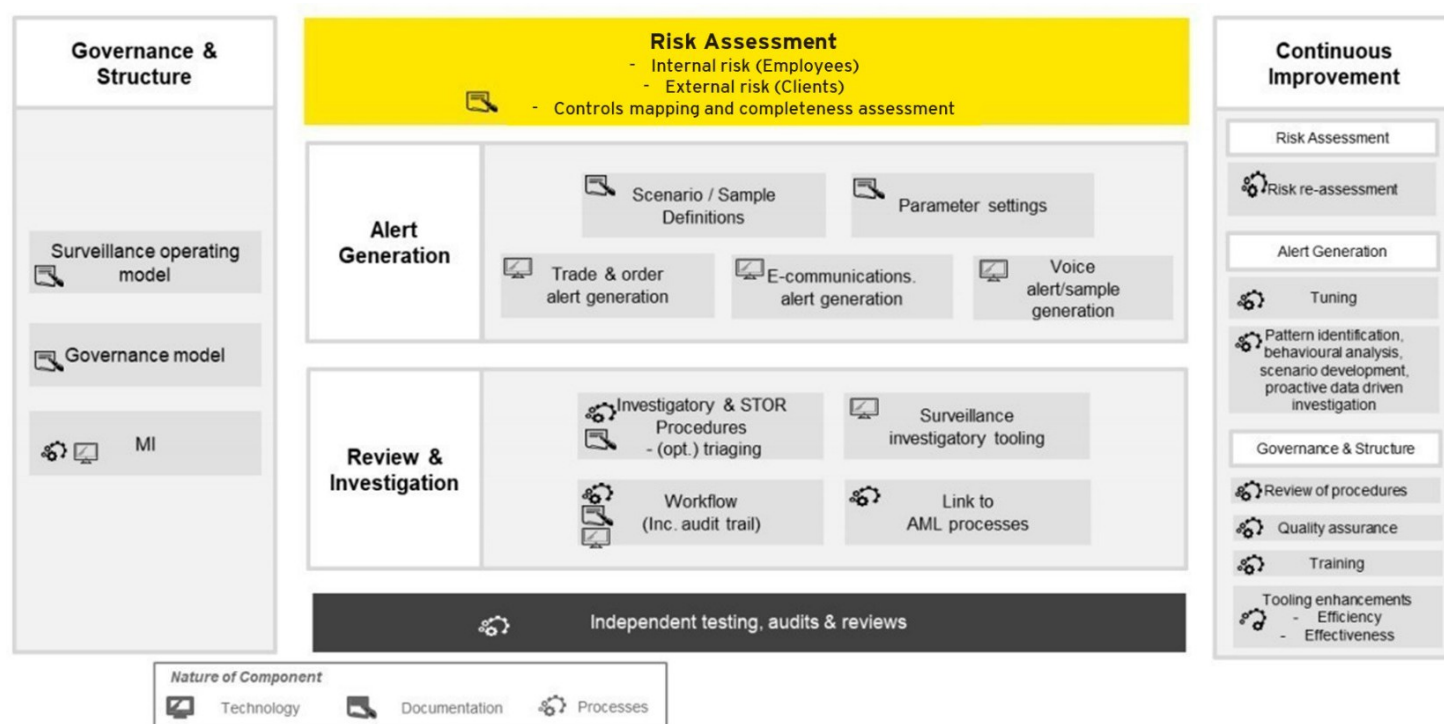 Governance &
Structure
Surveillance operating
model
Governance model
MI
Risk Assessment
- Internal risk (Employees)
- External risk (Clients)
- Controls mapping and completeness assessment
Alert
Generation
Scenario / Sample
Definitions
Parameter settings
Trade & order
alert generation
E-communications.
alert generation
Voice
alert/sample
generation
Review &
Investigation
Investigatory & STOR
Procedures
- (opt.) triaging
Surveillance
investigatory tooling
Workflow
(Inc. audit trail)
Link to
AML processes
Independent testing, audits & reviews
Continuous
Improvement
Risk Assessment
Risk re-assessment
Alert Generation
Tuning
Pattern identification,
behavioural analysis,
scenario development,
proactive data driven
investigation
Governance & Structure
Review of procedures
Quality assurance
Training
Tooling enhancements
- Efficiency
- Effectiveness
Nature of Component
Technology
Documentation
Processes